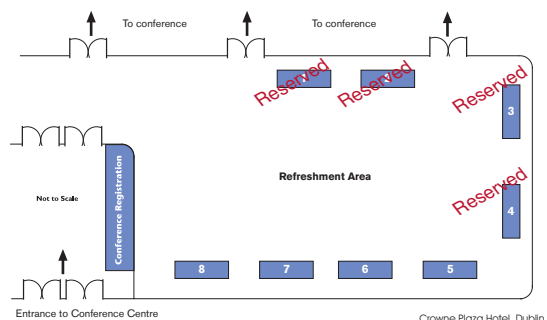 To conference
To conference
Reserved
Reserved
Reserved
3
Conference Registration
Refreshment Area
Not to Scale
Reserved
4
8
7
6
5
Entrance to Conference Centre
Crowne Plaza Hotel, Dublin